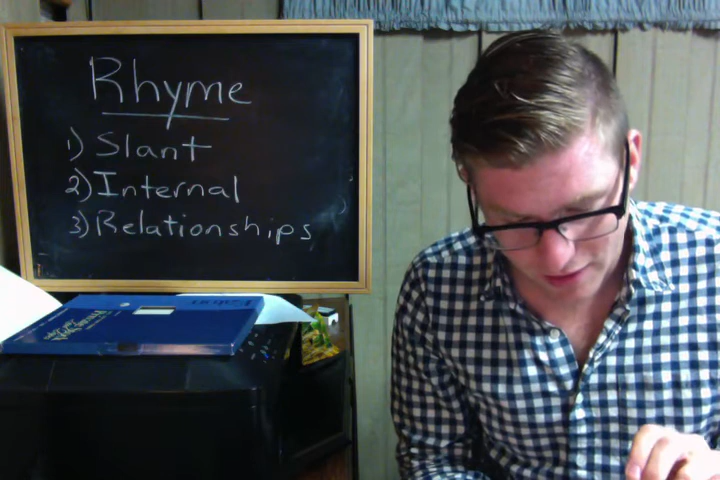 Rhyme
1) Slant
2) Internal
3) Relationships